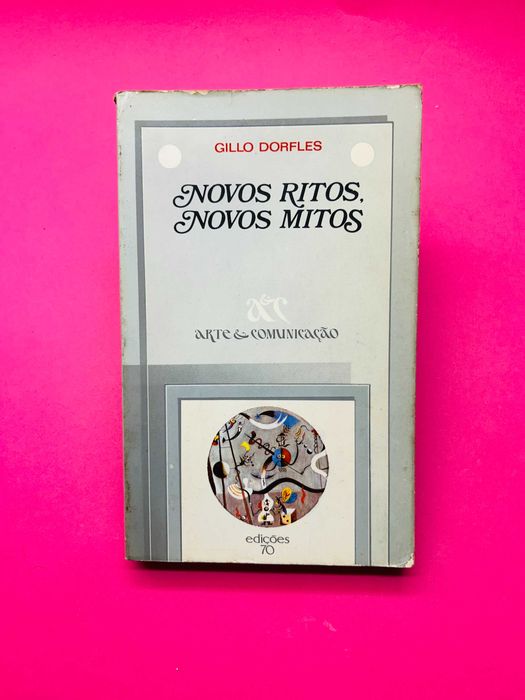 GILLO DORFLES
NOVOS RITOS,
NOVOS MITOS
a&c
ARTE & COMUNICAÇÃO
edições
70